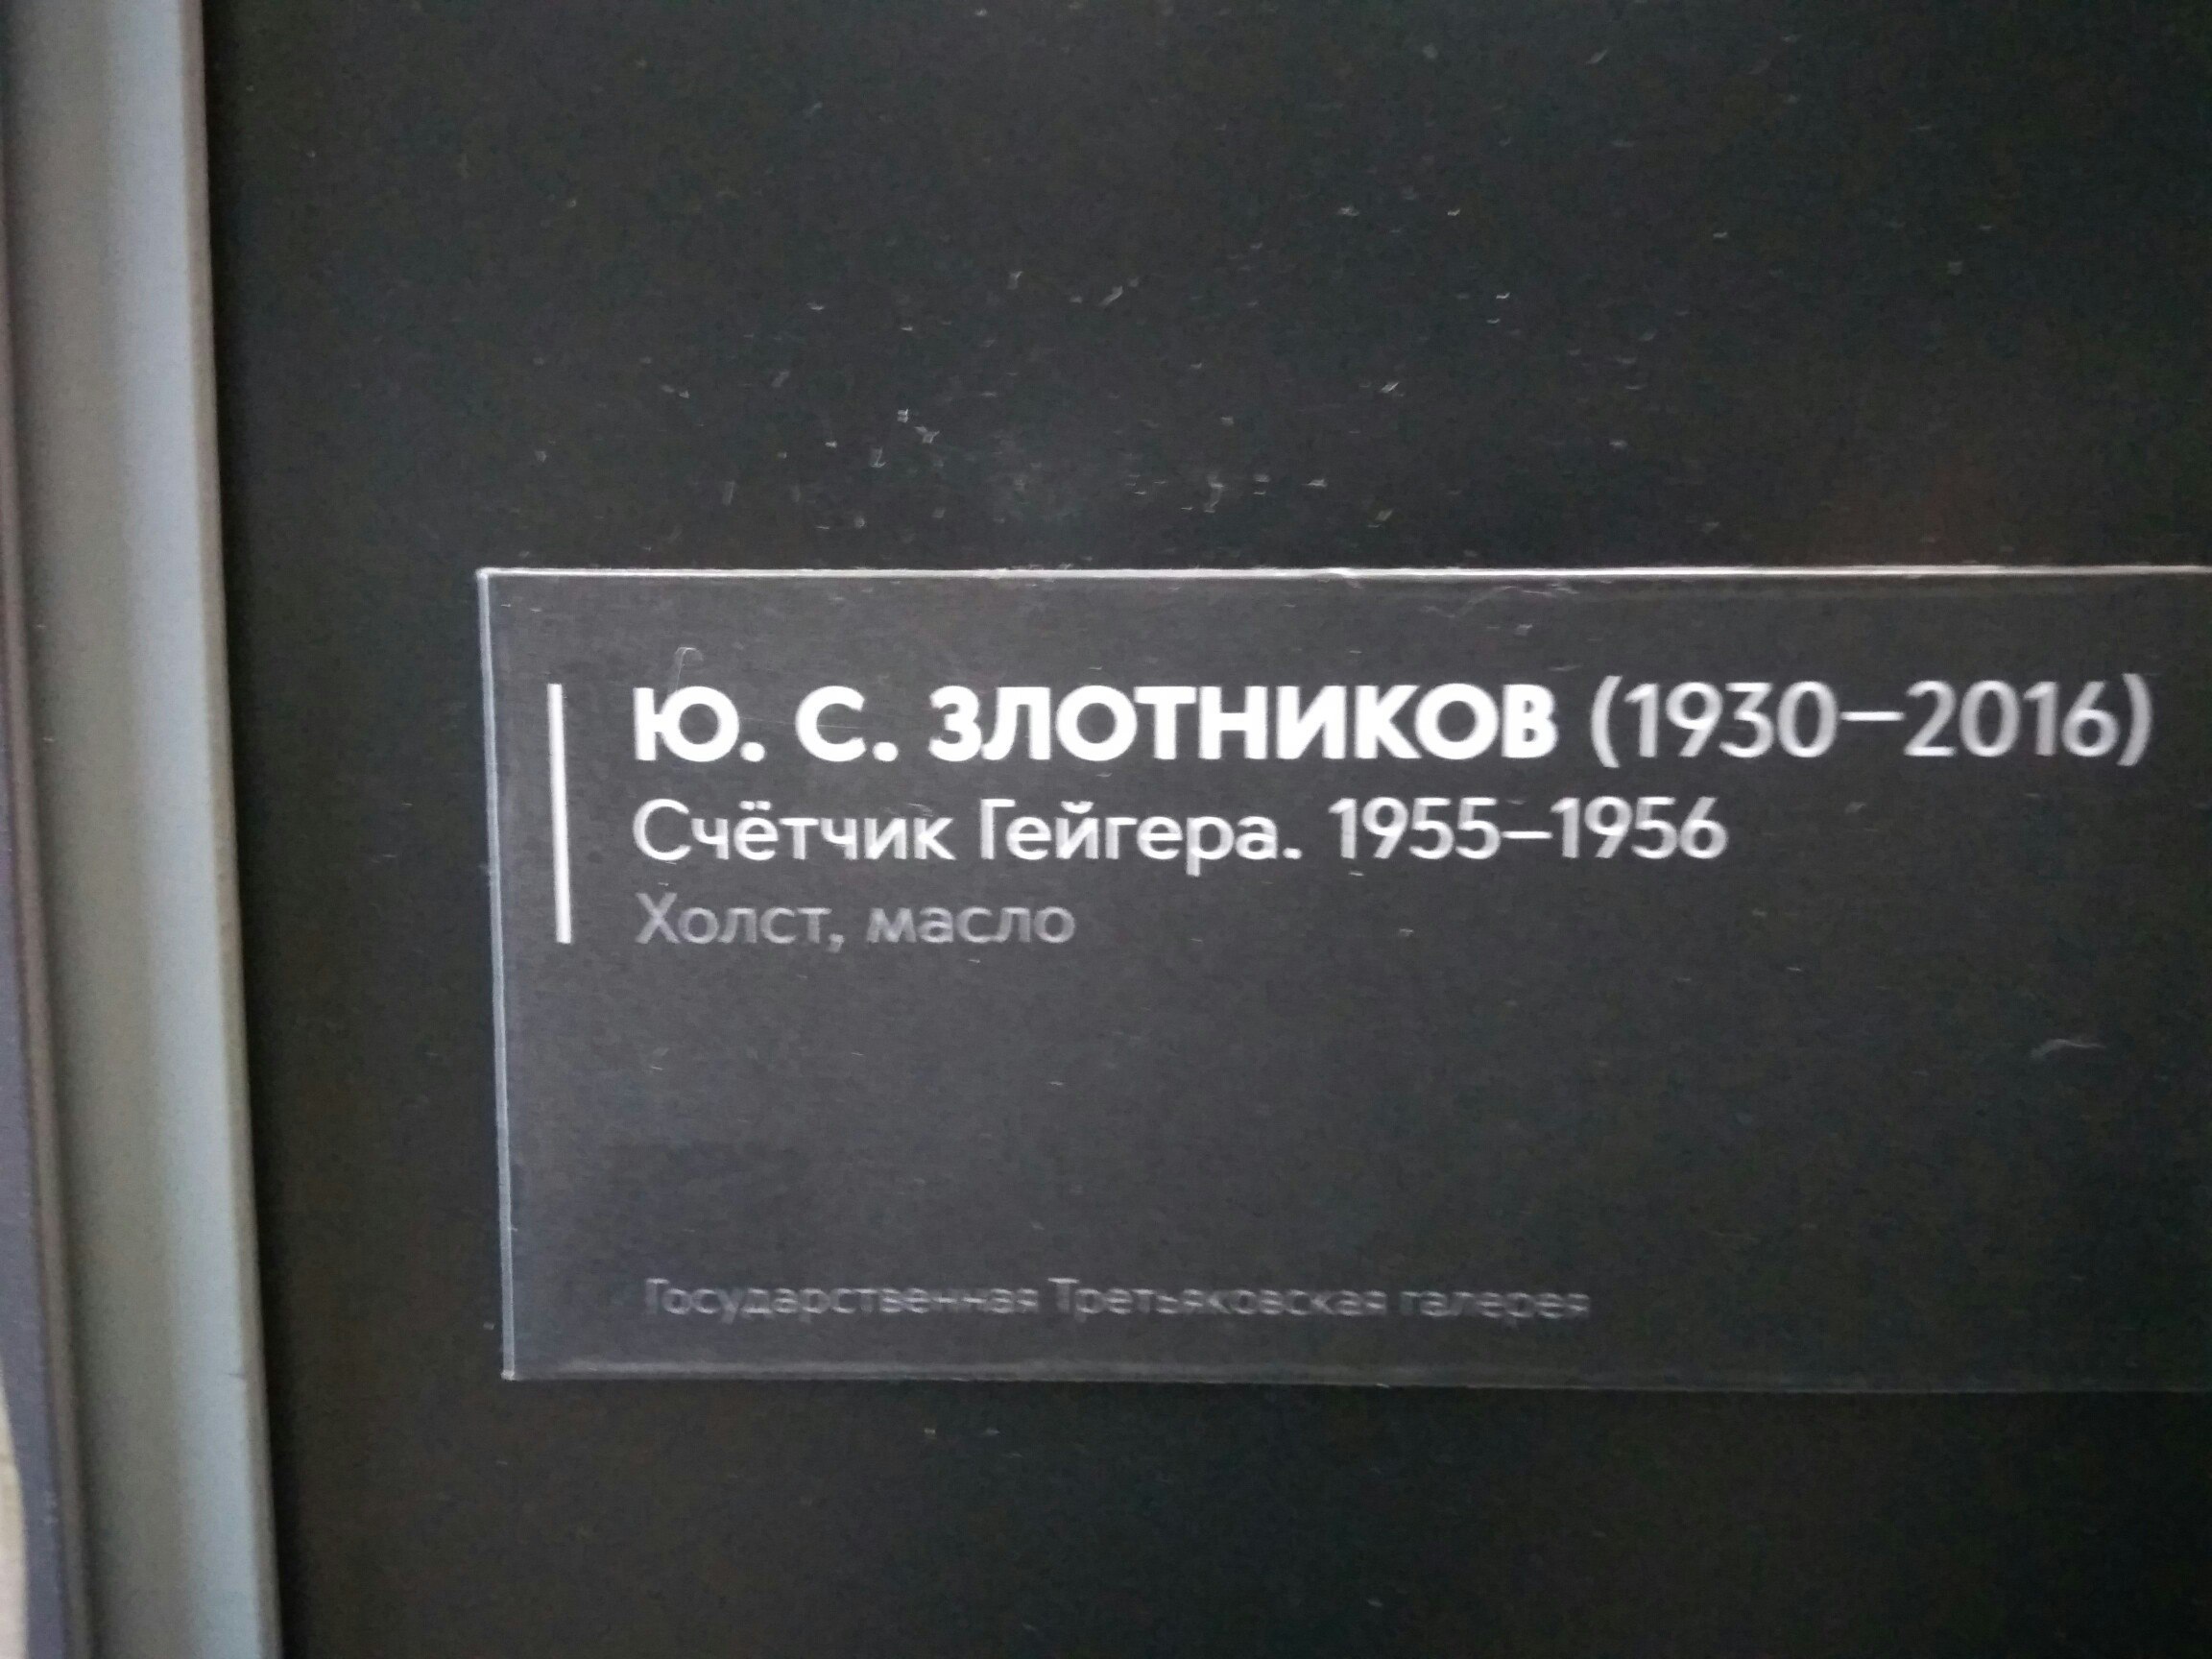 Ю. С. ЗЛОТНИКОВ (1930–2016)
Счётчик Гейгера. 1955–1956
Холст, масло
Государственная Третьяковская галерея